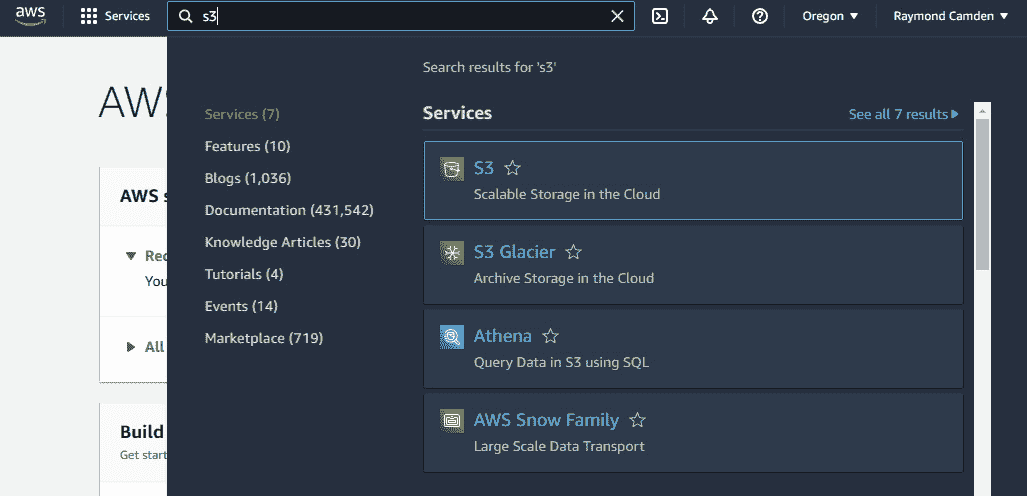 aws
Services
s3
Oregon
Raymond Camden
Search results for 's3'
Services (7)
Features (10)
Blogs (1,036)
Documentation (431,542)
Knowledge Articles (30)
Tutorials (4)
Events (14)
Marketplace (719)
Services
See all 7 results
S3
Scalable Storage in the Cloud
S3 Glacier
Archive Storage in the Cloud
Athena
Query Data in S3 using SQL
AWS Snow Family
Large Scale Data Transport
AWS
AWS s
Rec
You
All
Build
Get start